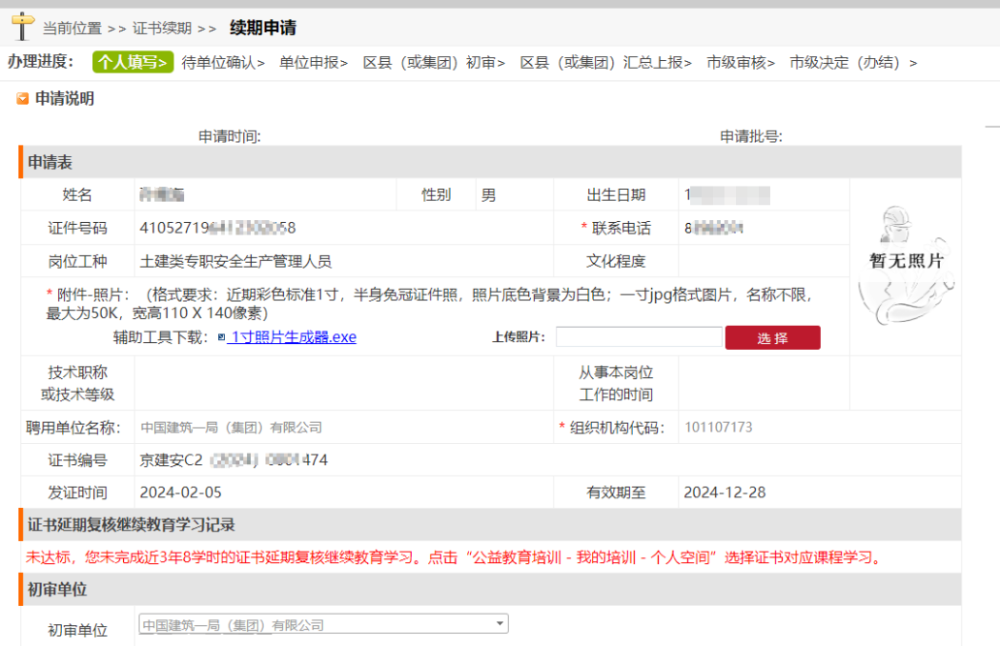 当前位置 >> 证书续期 >> 续期申请
办理进度： 个人填写> 待单位确认> 单位申报> 区县（或集团）初审> 区县（或集团）汇总上报> 市级审核> 市级决定（办结）>
申请说明
申请时间: 申请批号:
申请表
姓名 性别 男 出生日期 1
证件号码 41052719 58 * 联系电话 8
岗位工种 土建类专职安全生产管理人员 文化程度
暂无照片
* 附件-照片：（格式要求：近期彩色标准1寸，半身免冠证件照，照片底色背景为白色；一寸jpg格式图片，名称不限，
最大为50K，宽高110 X 140像素）
辅助工具下载： 1寸照片生成器.exe 上传照片： 选 择
技术职称
或技术等级
从事本岗位
工作的时间
聘用单位名称： 中国建筑一局（集团）有限公司 * 组织机构代码： 101107173
证书编号 京建安C2 474
发证时间 2024-02-05 有效期至 2024-12-28
证书延期复核继续教育学习记录
未达标，您未完成近3年8学时的证书延期复核继续教育学习。点击“公益教育培训 - 我的培训 - 个人空间”选择证书对应课程学习。
初审单位
初审单位 中国建筑一局（集团）有限公司